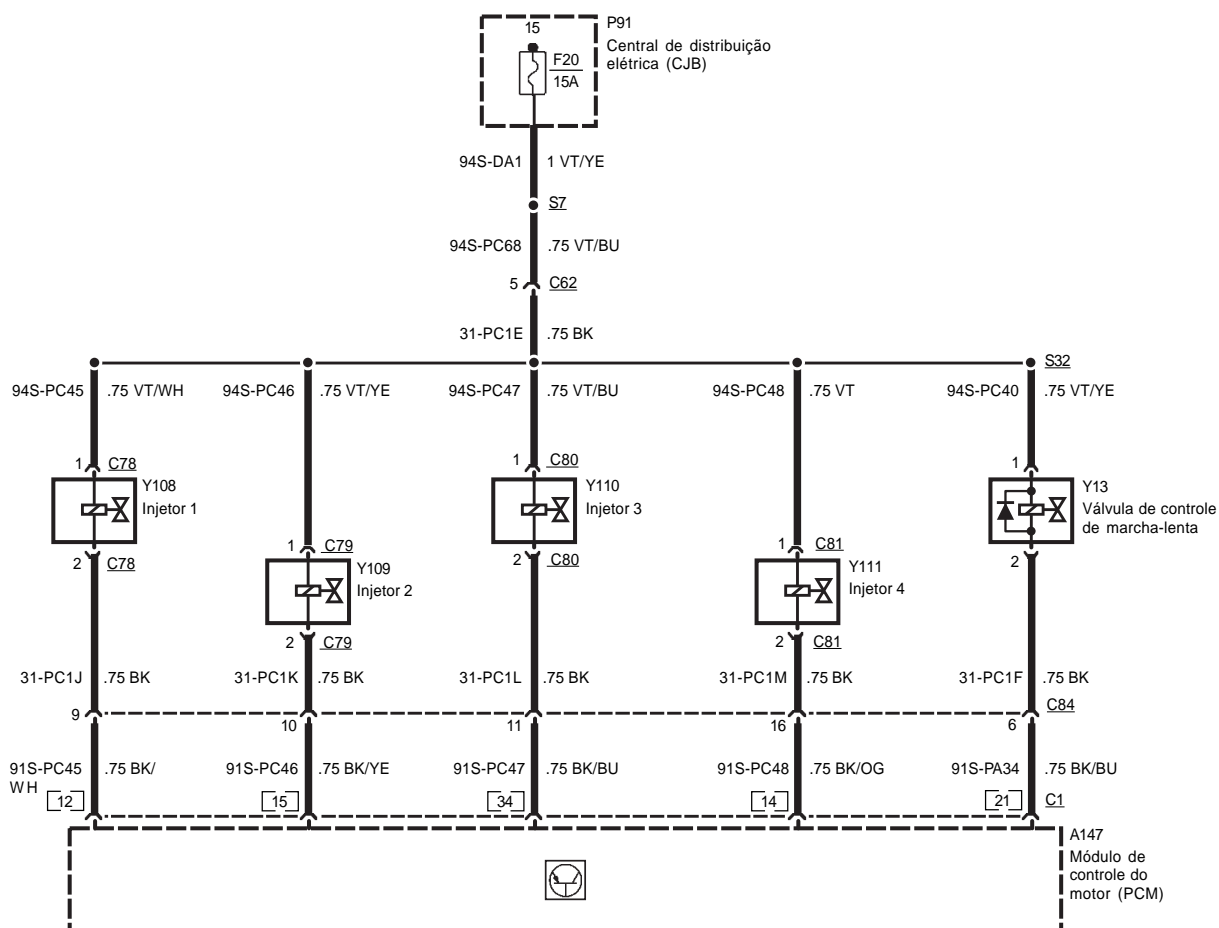 15
P91
Central de distribuição
elétrica (CJB)
F20
15A
94S-DA1 1 VT/YE
S7
94S-PC68 .75 VT/BU
5 C62
31-PC1E .75 BK
S32
94S-PC45 .75 VT/WH 94S-PC46 .75 VT/YE 94S-PC47 .75 VT/BU 94S-PC48 .75 VT 94S-PC40 .75 VT/YE
1 C78 1 C80 1
Y108
Injetor 1
Y110
Injetor 3
Y13
Válvula de controle
de marcha-lenta
2 C78 1 C79 2 C80 1 C81 2
Y109
Injetor 2
Y111
Injetor 4
2 C79 2 C81
31-PC1J .75 BK 31-PC1K .75 BK 31-PC1L .75 BK 31-PC1M .75 BK 31-PC1F .75 BK
9 10 11 16 6 C84
91S-PC45 .75 BK/ 91S-PC46 .75 BK/YE 91S-PC47 .75 BK/BU 91S-PC48 .75 BK/OG 91S-PA34 .75 BK/BU
WH
12 15 34 14 21 C1
A147
Módulo de
controle do
motor (PCM)